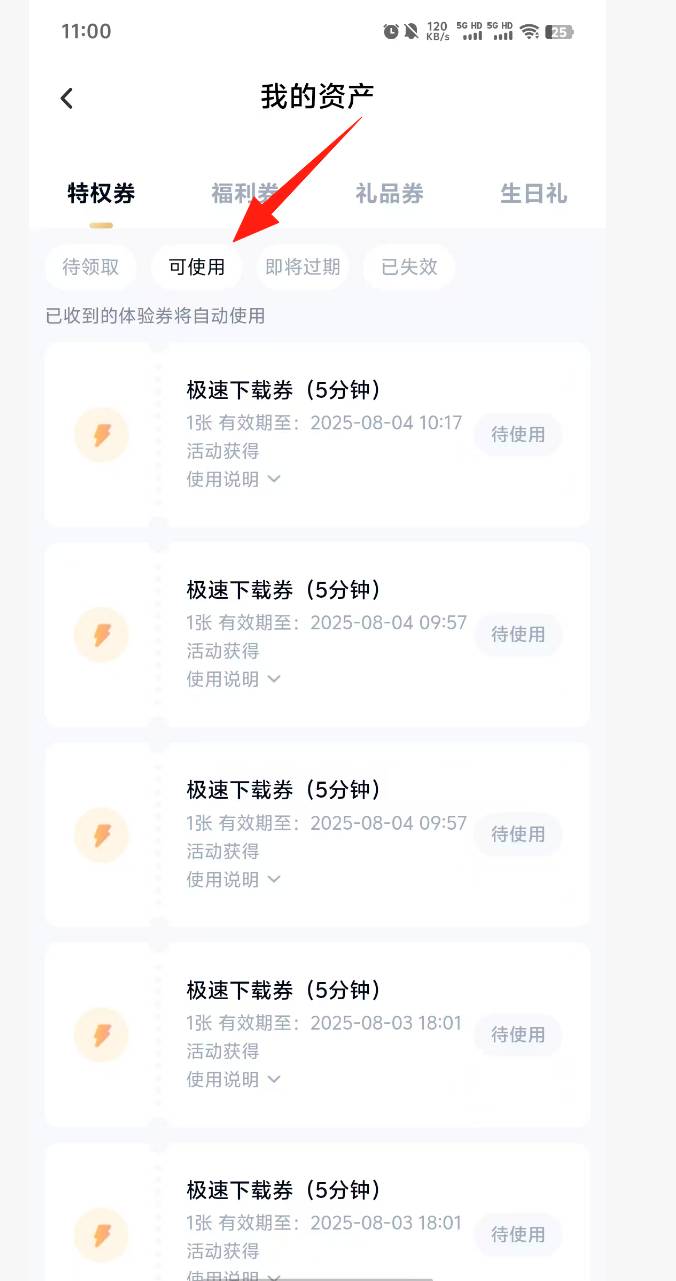 11:00
120 KB/s 5G HD 5G HD 25
我的资产
特权券 福利券 礼品券 生日礼
待领取 可使用 即将过期 已失效
已收到的体验券将自动使用
极速下载券（5分钟）
1张 有效期至：2025-08-04 10:17
待使用
活动获得
使用说明
极速下载券（5分钟）
1张 有效期至：2025-08-04 09:57
待使用
活动获得
使用说明
极速下载券（5分钟）
1张 有效期至：2025-08-04 09:57
待使用
活动获得
使用说明
极速下载券（5分钟）
1张 有效期至：2025-08-03 18:01
待使用
活动获得
使用说明
极速下载券（5分钟）
1张 有效期至：2025-08-03 18:01
待使用
活动获得
使用说明